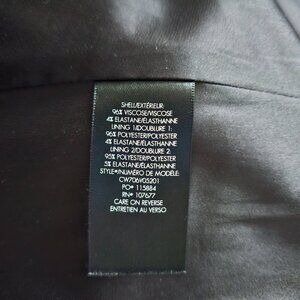 SHELL/EXTÉRIEUR:
96% VISCOSE/VISCOSE
4% ELASTANE/ÉLASTHANNE
LINING 1/DOUBLURE 1:
96% POLYESTER/POLYESTER
4% ELASTANE/ÉLASTHANNE
LINING 2/DOUBLURE 2:
95% POLYESTER/POLYESTER
5% ELASTANE/ÉLASTHANNE
STYLE#/NUMÉRO DE MODÈLE:
CW706V05201
PO# 115884
RN# 107677
CARE ON REVERSE
ENTRETIEN AU VERSO